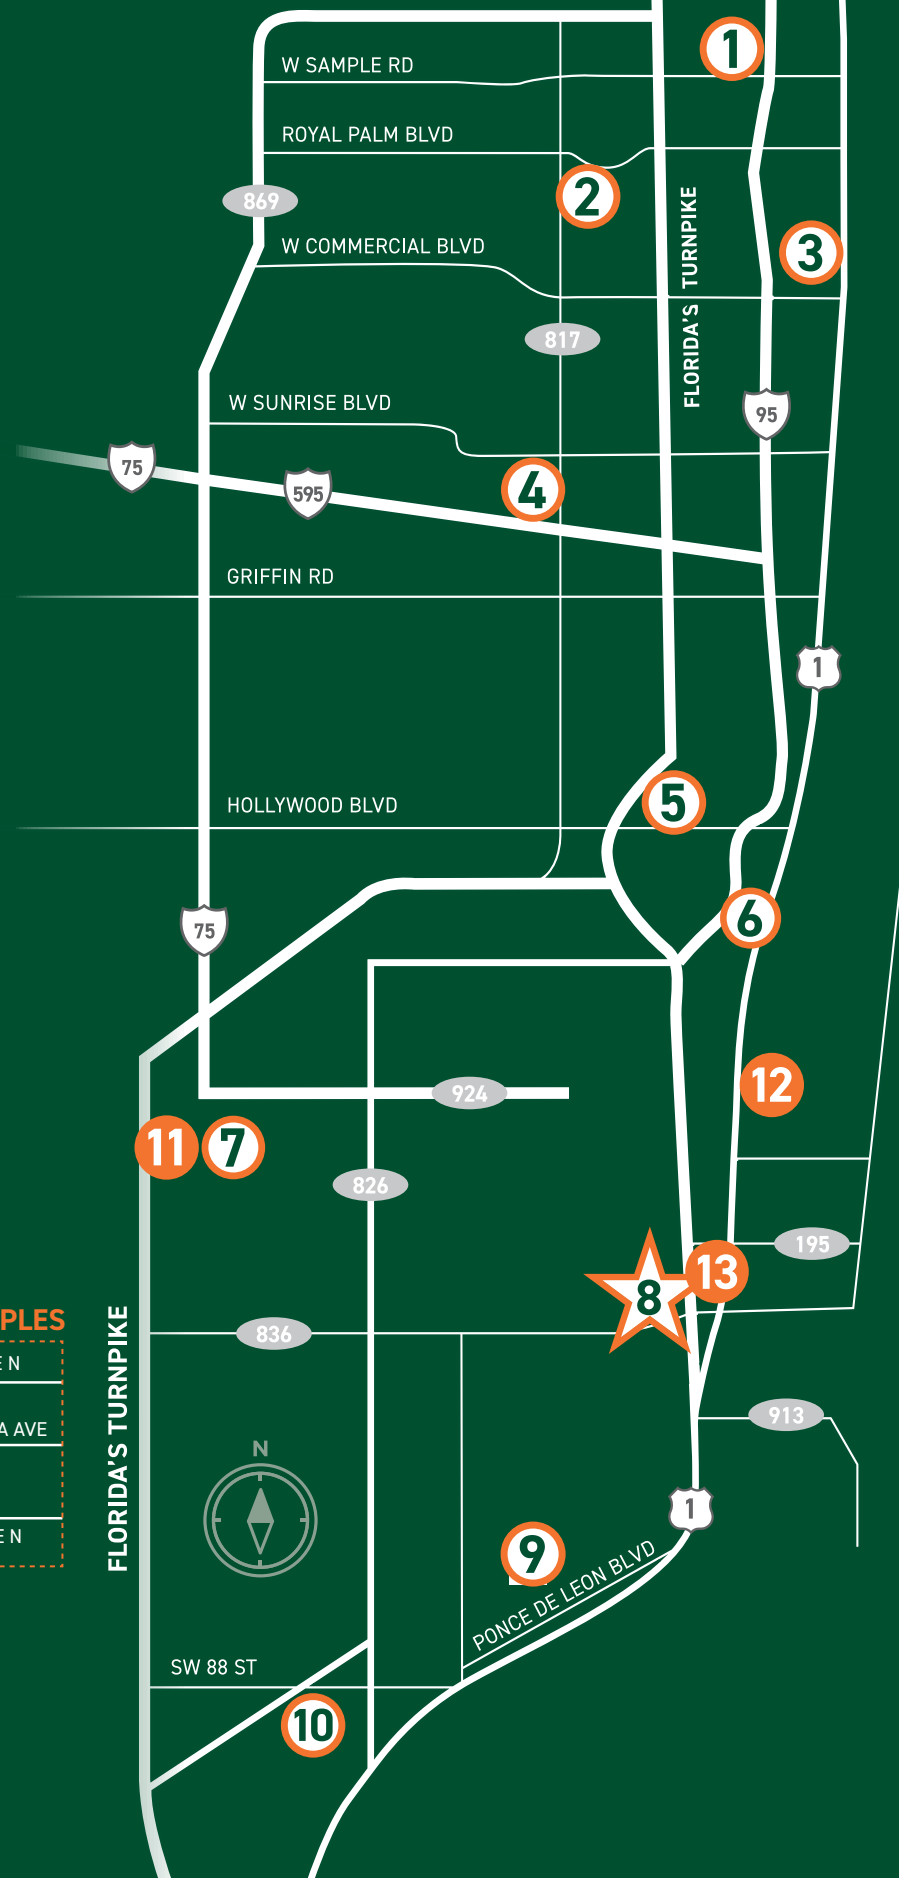 1
W SAMPLE RD
ROYAL PALM BLVD
2
869
W COMMERCIAL BLVD
3
FLORIDA'S TURNPIKE
817
W SUNRISE BLVD
95
75
595
4
GRIFFIN RD
1
HOLLYWOOD BLVD
5
6
75
12
924
11
7
826
195
13
8
PLES
836
E N
FLORIDA'S TURNPIKE
913
A AVE
N
1
E N
9
PONCE DE LEON BLVD
SW 88 ST
10